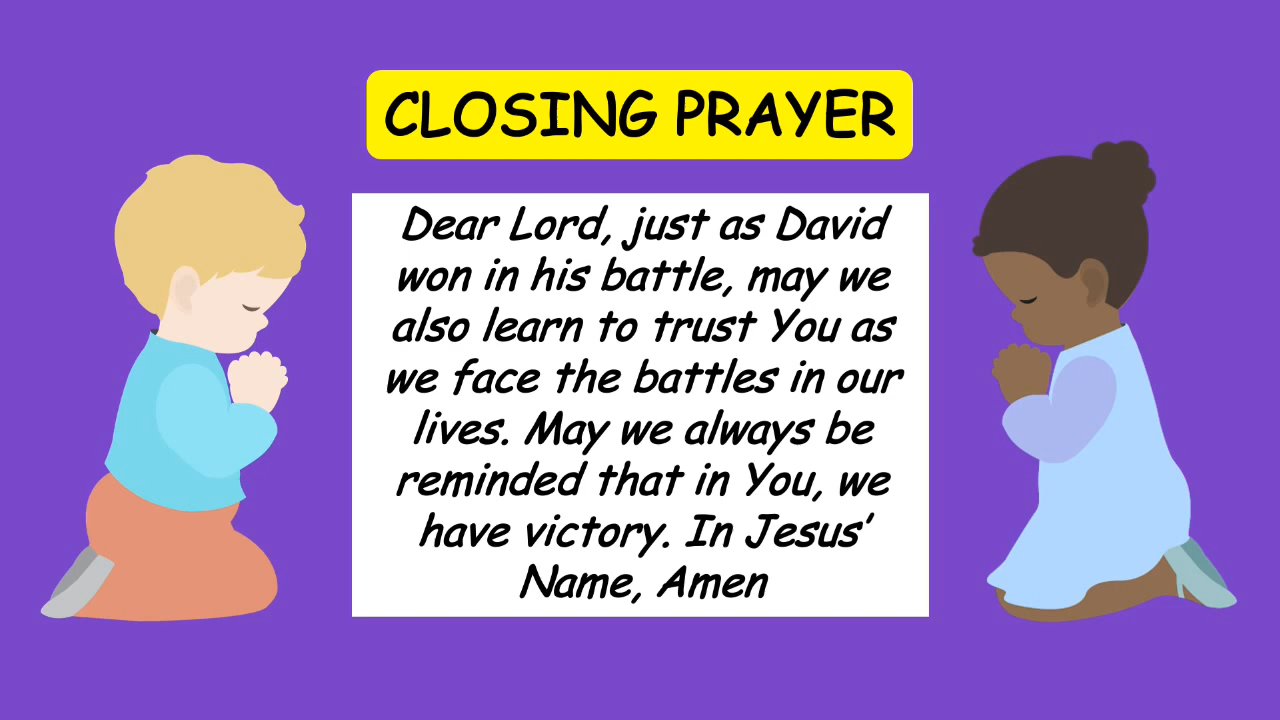 CLOSING PRAYER
Dear Lord, just as David
won in his battle, may we
also learn to trust You as
we face the battles in our
lives. May we always be
reminded that in You, we
have victory. In Jesus’
Name, Amen